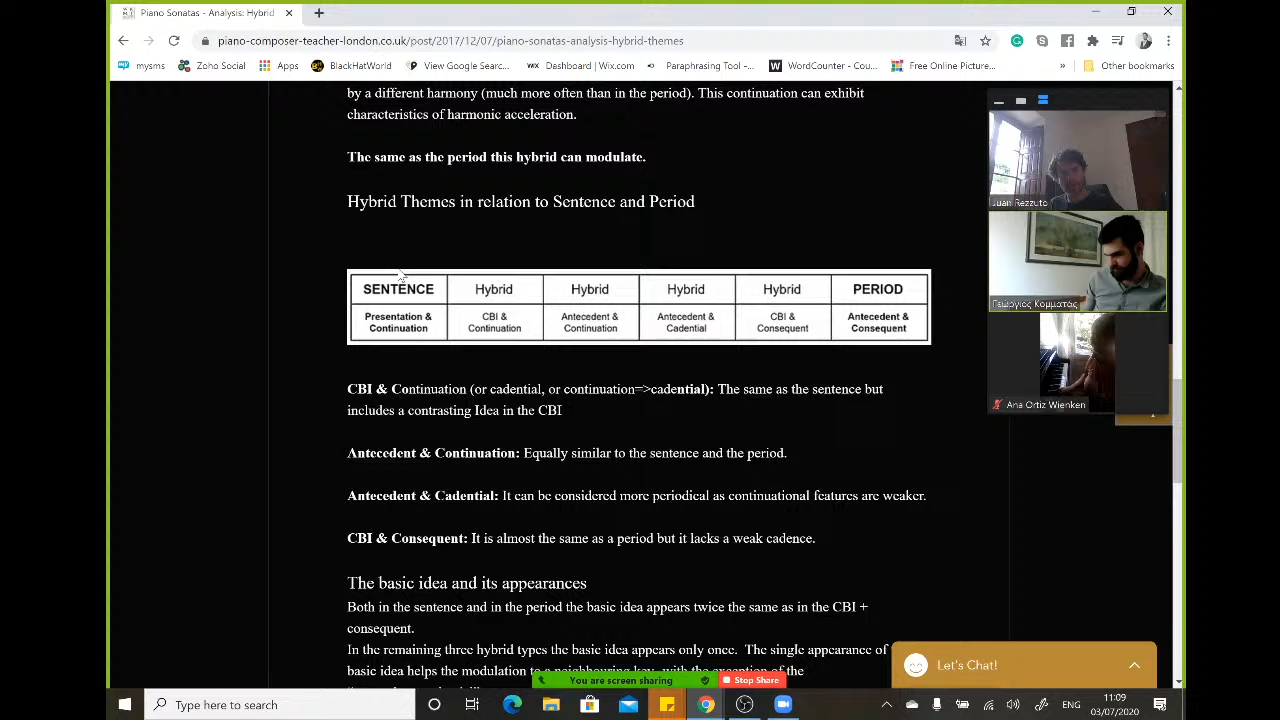 Piano Sonatas - Analysis: Hybrid
piano-composer-teacher-london.co.uk/post/2017/12/07/piano-sonatas-analysis-hybrid-themes
mysms Zoho Social Apps BlackHatWorld View Google Searc... Dashboard | Wix.com Paraphrasing Tool -... WordCounter - Cou... Free Online Picture... » Other bookmarks
by a different harmony (much more often than in the period). This continuation can exhibit
characteristics of harmonic acceleration.
The same as the period this hybrid can modulate.
Hybrid Themes in relation to Sentence and Period
SENTENCE Hybrid Hybrid Hybrid Hybrid PERIOD
Presentation & CBI & Antecedent & Antecedent & CBI & Antecedent &
Continuation Continuation Continuation Cadential Consequent Consequent
CBI & Continuation (or cadential, or continuation=>cadential): The same as the sentence but
includes a contrasting Idea in the CBI
Antecedent & Continuation: Equally similar to the sentence and the period.
Antecedent & Cadential: It can be considered more periodical as continuational features are weaker.
CBI & Consequent: It is almost the same as a period but it lacks a weak cadence.
The basic idea and its appearances
Both in the sentence and in the period the basic idea appears twice the same as in the CBI +
consequent.
In the remaining three hybrid types the basic idea appears only once. The single appearance of
basic idea helps the modulation to a neighbouring key, with the exception of the
Juan Rezzuto
Γεώργιος Κομματάς
Ana Ortiz Wienken
Let's Chat!
You are screen sharing
Stop Share
Type here to search
ENG
11:09
03/07/2020